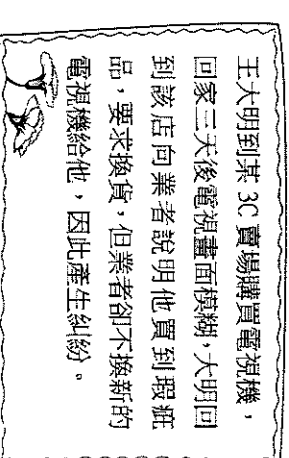 王大明到某3C賣場購買電視機，
回家三天後電視畫面模糊，大明回
到該店向業者說明他買到瑕疵
品，要求換貨，但業者卻不換新的
電視機給他，因此產生糾紛。